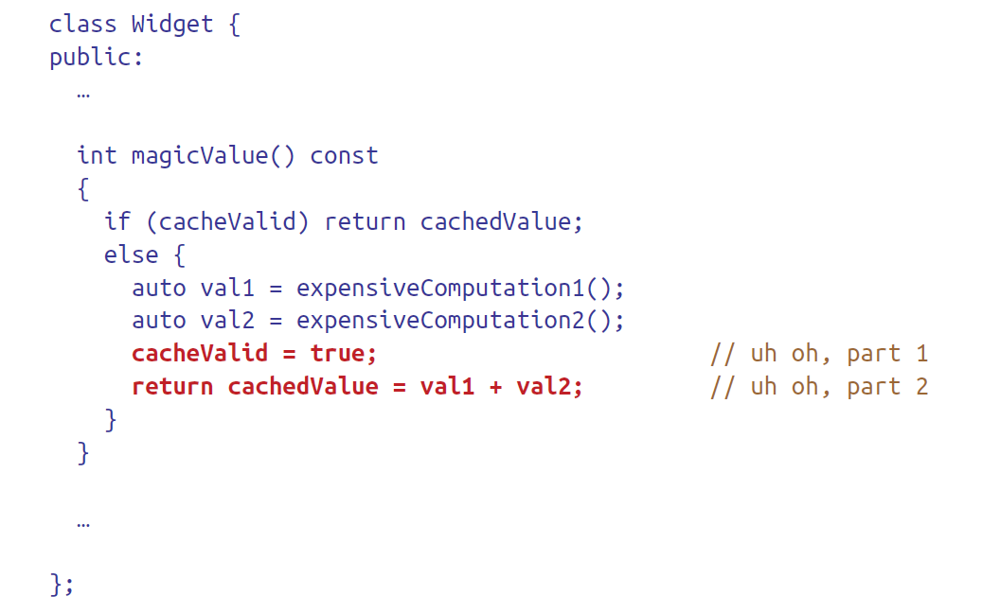 class Widget {
public:
…
int magicValue() const
{
if (cacheValid) return cachedValue;
else {
auto val1 = expensiveComputation1();
auto val2 = expensiveComputation2();
cacheValid = true; // uh oh, part 1
return cachedValue = val1 + val2; // uh oh, part 2
}
}
…
};